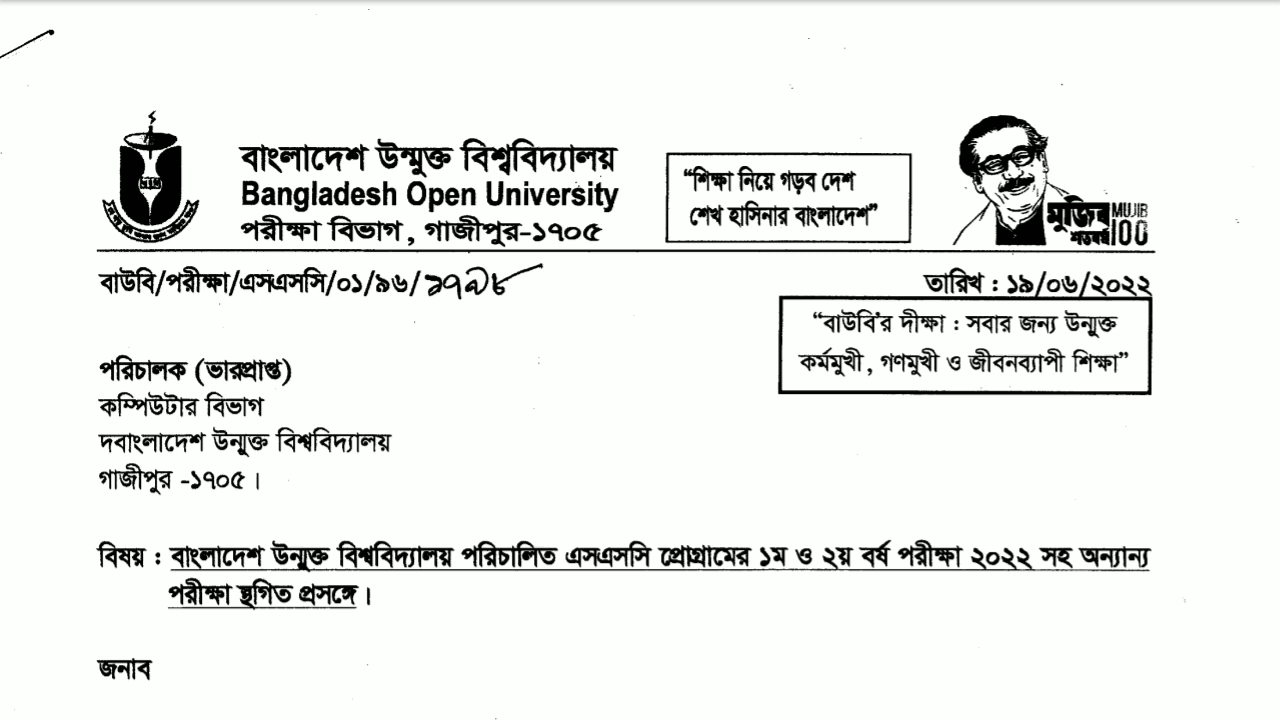 বাংলাদেশ উন্মুক্ত বিশ্ববিদ্যালয়
Bangladesh Open University
পরীক্ষা বিভাগ, গাজীপুর-১৭০৫
“শিক্ষা নিয়ে গড়ব দেশ
শেখ হাসিনার বাংলাদেশ”
মুজিব
শতবর্ষ
MUJIB
100
বাউবি/পরীক্ষা/এসএসসি/০১/৯৬/১৭৯৮
তারিখ : ১৯/০৬/২০২২
“বাউবি’র দীক্ষা : সবার জন্য উন্মুক্ত
কর্মমুখী, গণমুখী ও জীবনব্যাপী শিক্ষা”
পরিচালক (ভারপ্রাপ্ত)
কম্পিউটার বিভাগ
দবাংলাদেশ উন্মুক্ত বিশ্ববিদ্যালয়
গাজীপুর -১৭০৫।
বিষয় : বাংলাদেশ উন্মুক্ত বিশ্ববিদ্যালয় পরিচালিত এসএসসি প্রোগ্রামের ১ম ও ২য় বর্ষ পরীক্ষা ২০২২ সহ অন্যান্য
পরীক্ষা স্থগিত প্রসঙ্গে।
জনাব